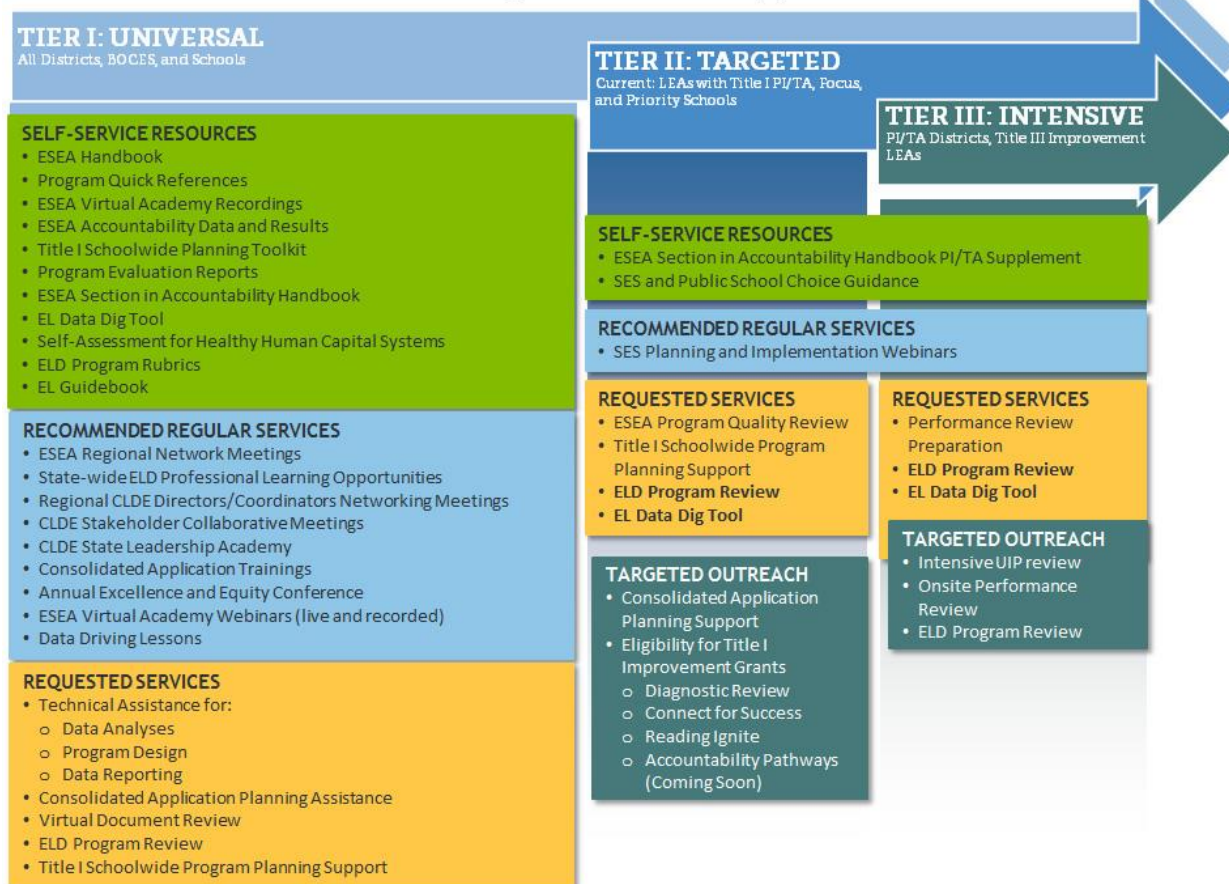 TIER I: UNIVERSAL
All Districts, BOCES, and Schools
SELF-SERVICE RESOURCES
• ESEA Handbook
• Program Quick References
• ESEA Virtual Academy Recordings
• ESEA Accountability Data and Results
• Title I Schoolwide Planning Toolkit
• Program Evaluation Reports
• ESEA Section in Accountability Handbook
• EL Data Dig Tool
• Self-Assessment for Healthy Human Capital Systems
• ELD Program Rubrics
• EL Guidebook
RECOMMENDED REGULAR SERVICES
• ESEA Regional Network Meetings
• State-wide ELD Professional Learning Opportunities
• Regional CLDE Directors/Coordinators Networking Meetings
• CLDE Stakeholder Collaborative Meetings
• CLDE State Leadership Academy
• Consolidated Application Trainings
• Annual Excellence and Equity Conference
• ESEA Virtual Academy Webinars (live and recorded)
• Data Driving Lessons
REQUESTED SERVICES
• Technical Assistance for:
o Data Analyses
o Program Design
o Data Reporting
• Consolidated Application Planning Assistance
• Virtual Document Review
• ELD Program Review
• Title I Schoolwide Program Planning Support
TIER II: TARGETED
Current: LEAs with Title I PI/TA, Focus,
and Priority Schools
TIER III: INTENSIVE
PI/TA Districts, Title III Improvement
LEAs
SELF-SERVICE RESOURCES
• ESEA Section in Accountability Handbook PI/TA Supplement
• SES and Public School Choice Guidance
RECOMMENDED REGULAR SERVICES
• SES Planning and Implementation Webinars
REQUESTED SERVICES
• ESEA Program Quality Review
• Title I Schoolwide Program
Planning Support
• ELD Program Review
• EL Data Dig Tool
TARGETED OUTREACH
• Consolidated Application
Planning Support
• Eligibility for Title I
Improvement Grants
o Diagnostic Review
o Connect for Success
o Reading Ignite
o Accountability Pathways
(Coming Soon)
REQUESTED SERVICES
• Performance Review
Preparation
• ELD Program Review
• EL Data Dig Tool
TARGETED OUTREACH
• Intensive UIP review
• Onsite Performance
Review
• ELD Program Review